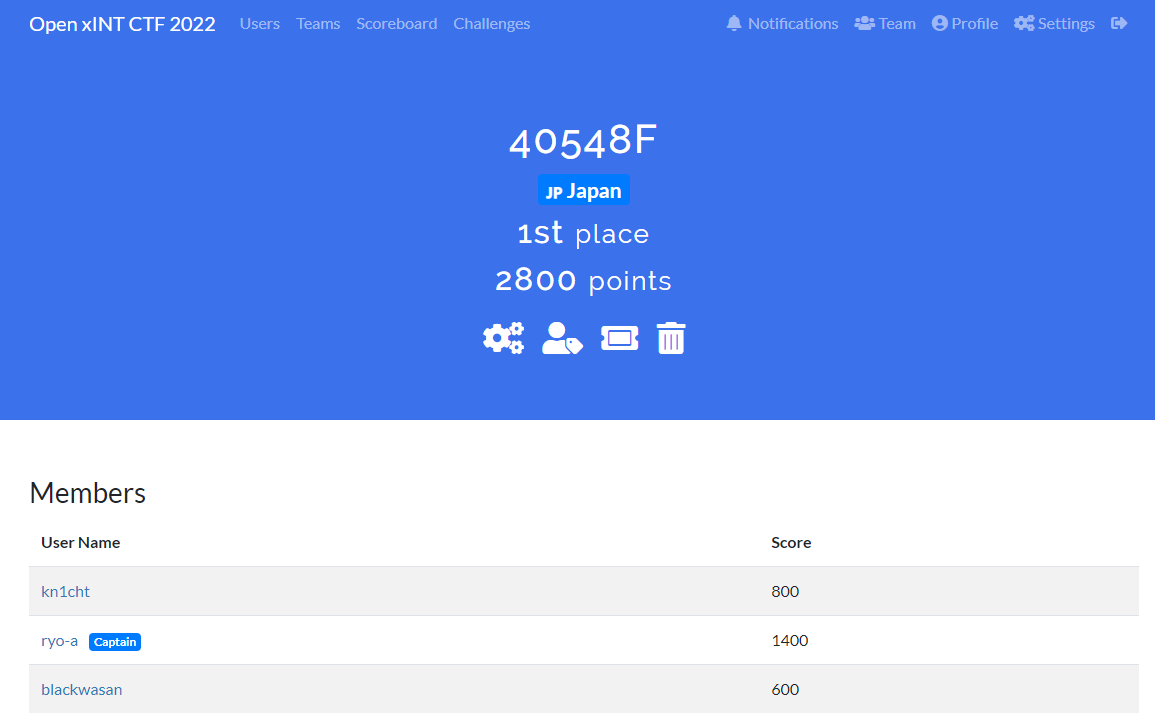 Open xINT CTF 2022 Users Teams Scoreboard Challenges Notifications Team Profile Settings
40548F
JP Japan
1st place
2800 points
Members
User Name Score
kn1cht 800
ryo-a Captain 1400
blackwasan 600